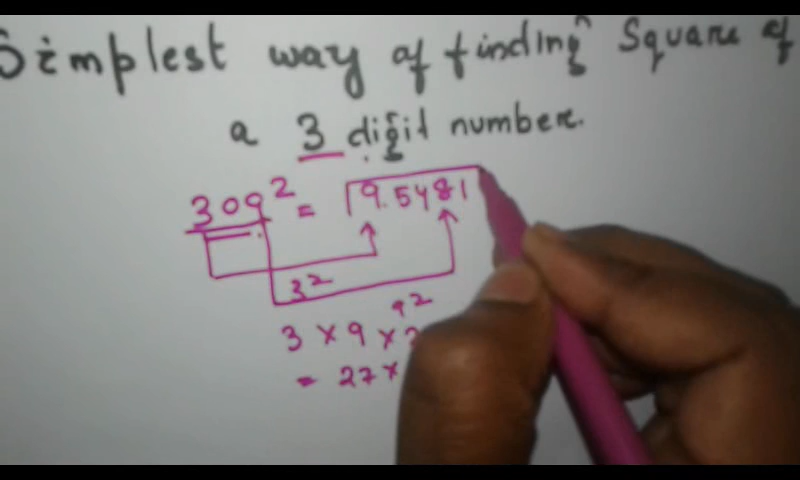 Simplest way of finding Square of
a 3 digit number.
309² = 9.5481
3²
9²
3 × 9 ×
= 27 ×